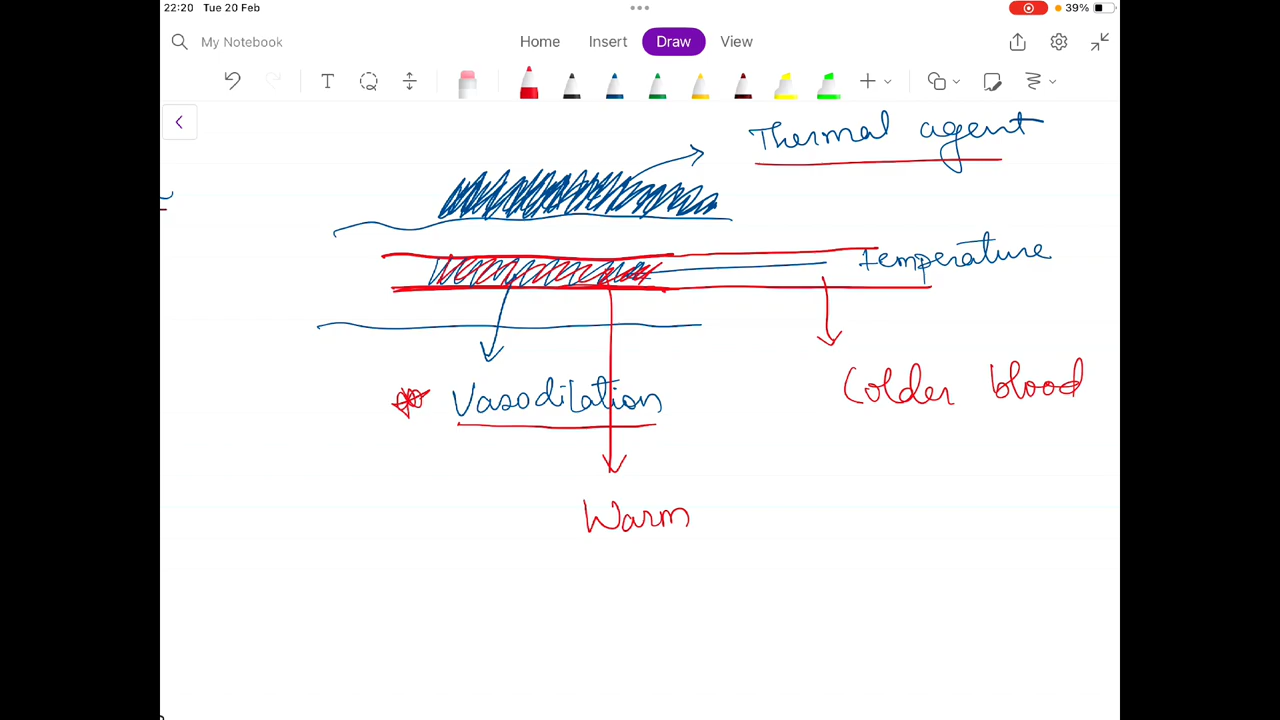 22:20 Tue 20 Feb
39%
My Notebook
Home Insert Draw View
T
Thermal agent
Temperature
Vasodilation
Colder blood
Warm